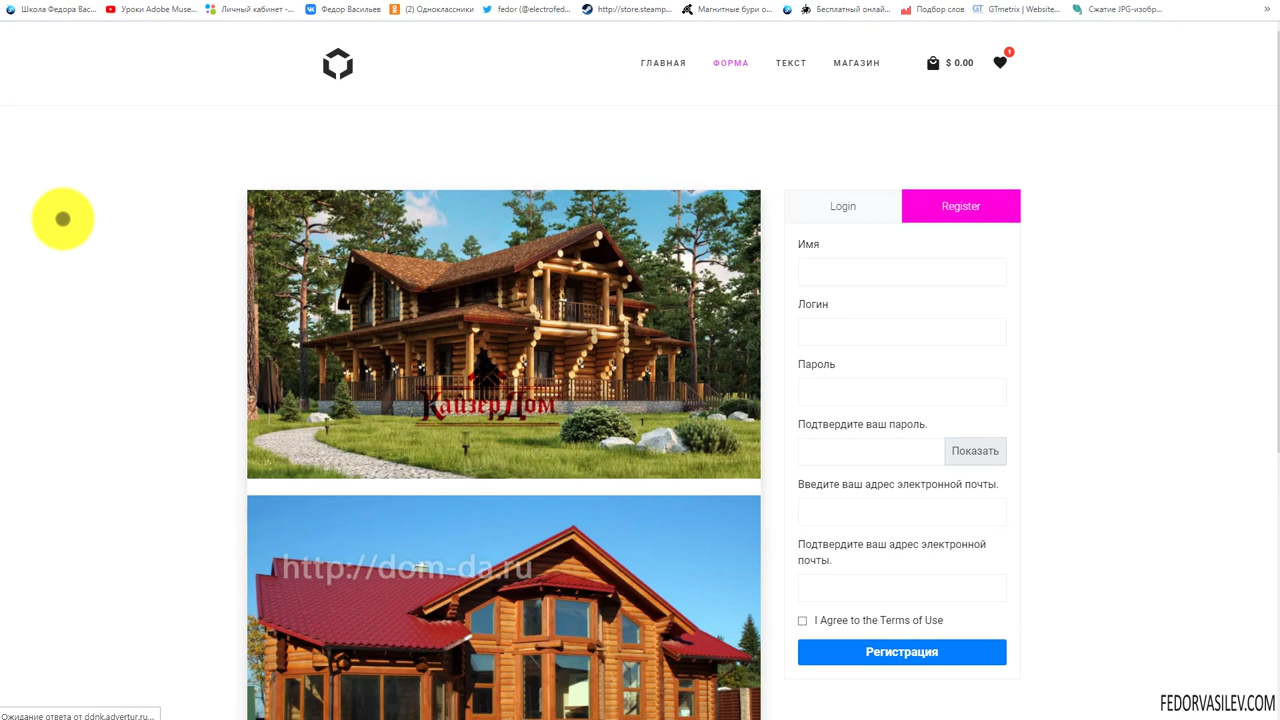 Школа Федора Вас...
Уроки Adobe Muse...
Личный кабинет -...
Федор Васильев
(2) Одноклассники
fedor (@electrofed...
http://store.steamp...
Магнитные бури о...
Бесплатный онлай...
Подбор слов
GT
GTmetrix | Website...
Сжатие JPG-изобр...
»
ГЛАВНАЯ
ФОРМА
ТЕКСТ
МАГАЗИН
$ 0.00
1
Login
Register
Имя
Логин
Пароль
Подтвердите ваш пароль.
Показать
Введите ваш адрес электронной почты.
Подтвердите ваш адрес электронной
почты.
I Agree to the Terms of Use
Регистрация
КайзерДом
http://dom-da.ru
FEDORVASILEV.COM
Ожидание ответа от ddnk.advertur.ru...